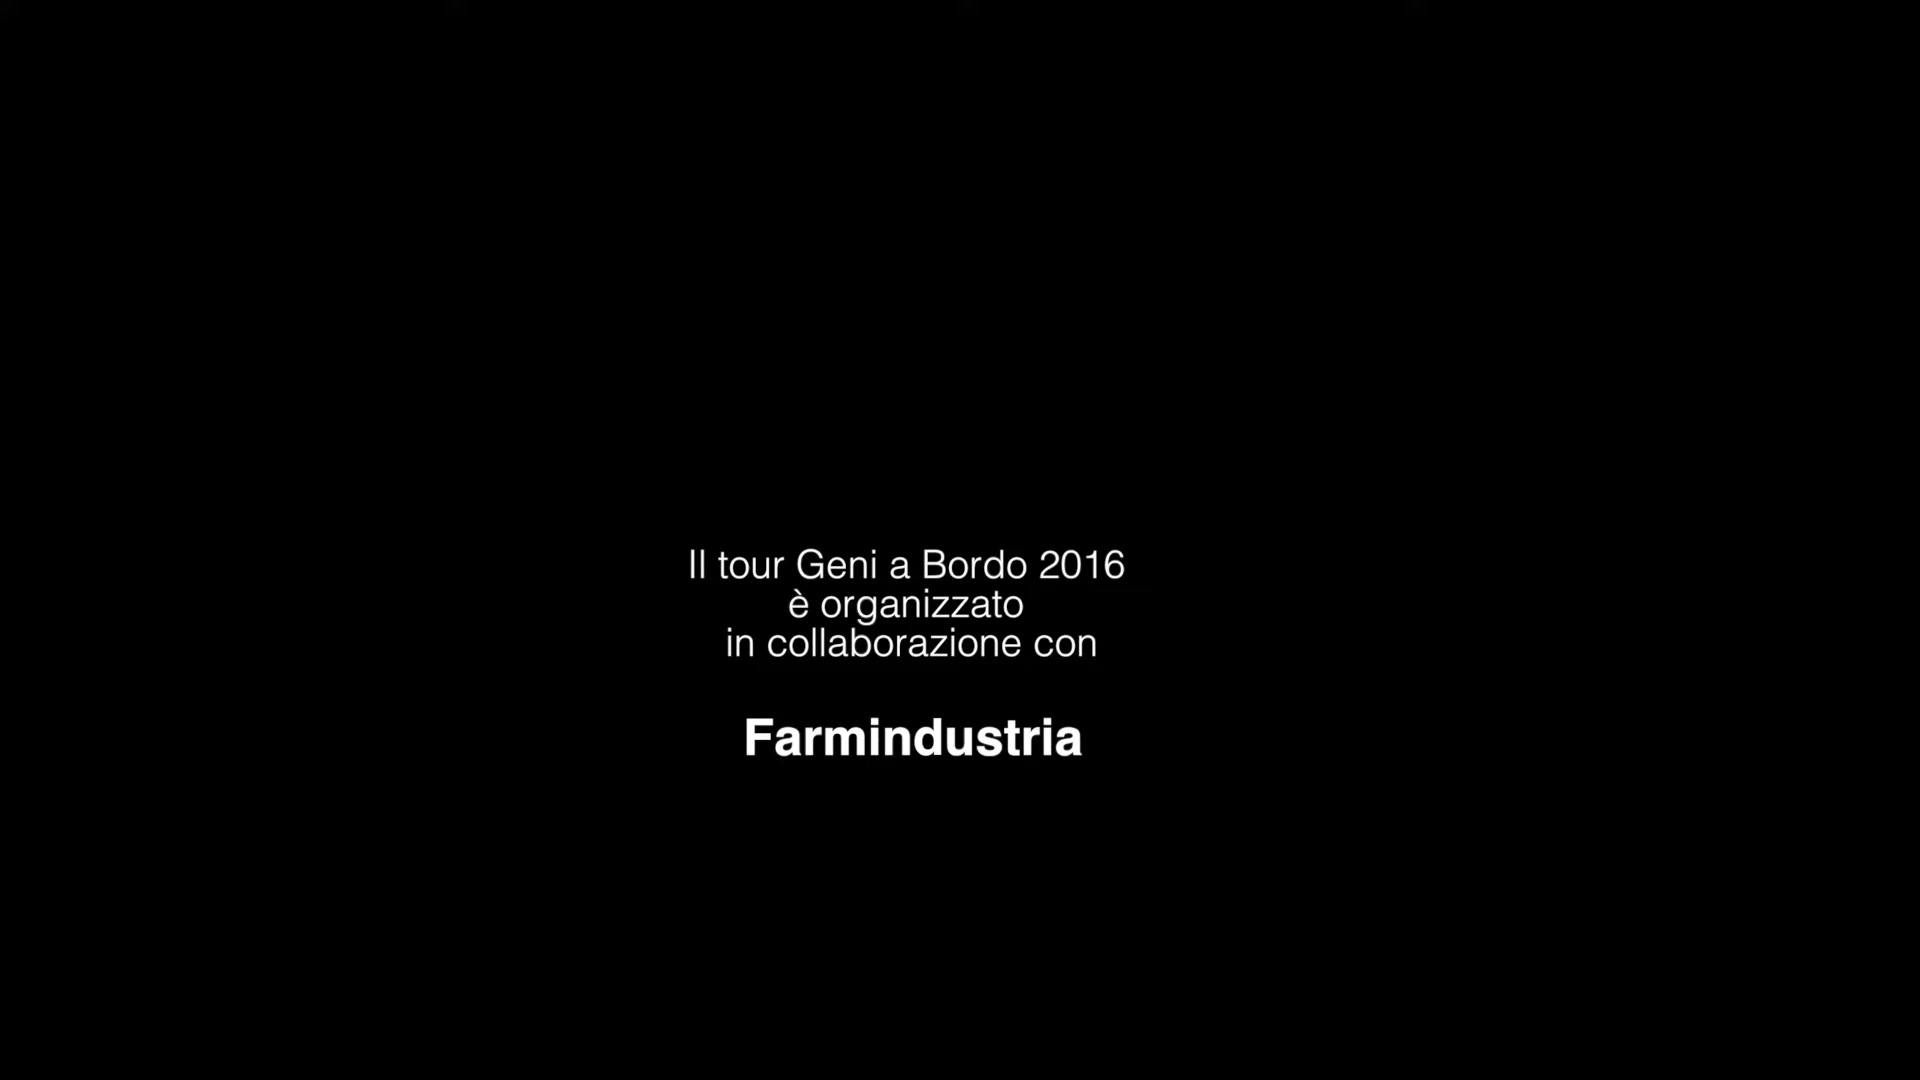 Il tour Geni a Bordo 2016
è organizzato
in collaborazione con
Farmindustria